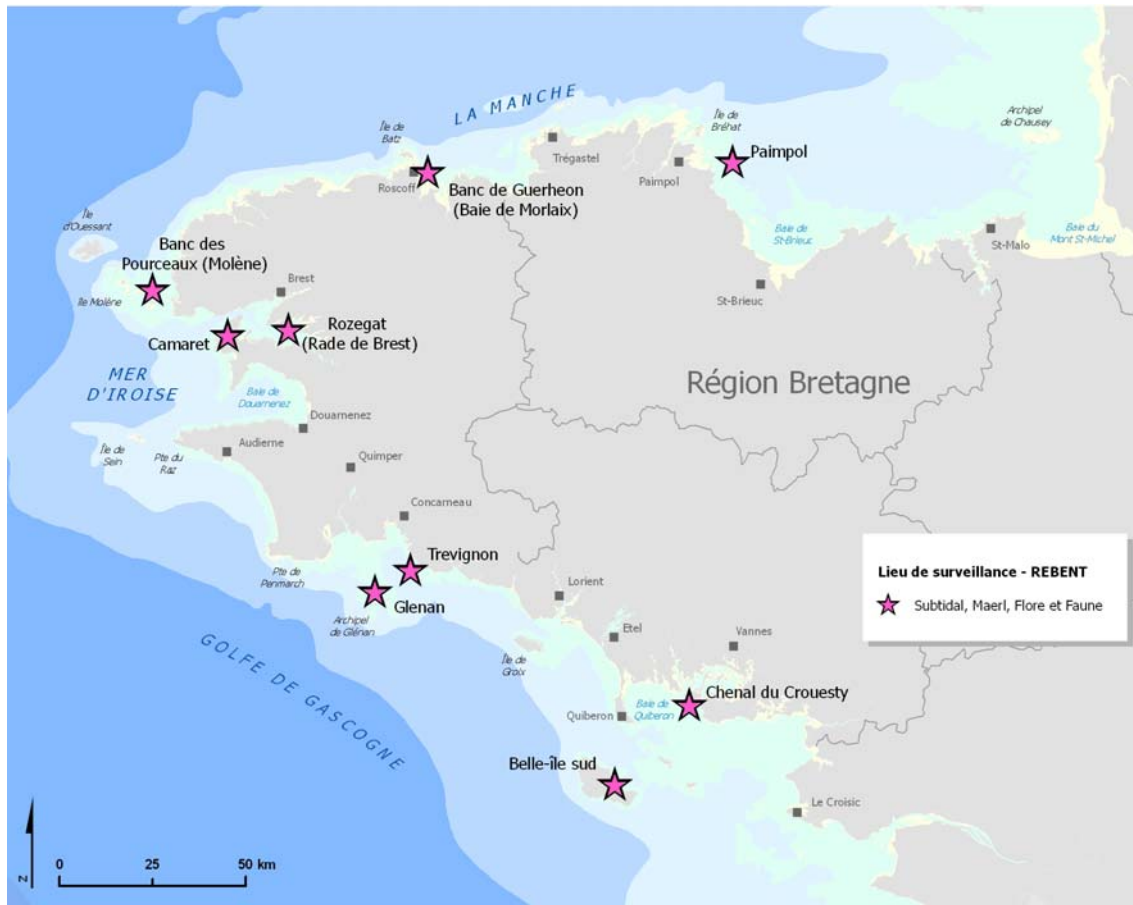 LA MANCHE
Île de
Batz
Île de
Bréhat
Archipel
de Chausey
Trégastel
Paimpol
Paimpol
Roscoff
Banc de Guerheon
(Baie de Morlaix)
Île
d'Ouessant
Baie de
St-Brieuc
St-Malo
Baie du
Mont St-Michel
Banc des
Pourceaux (Molène)
Brest
St-Brieuc
Île Molène
Camaret
Rozegat
(Rade de Brest)
MER
D'IROISE
Région Bretagne
Baie de
Douarnenez
Douarnenez
Île de
Sein
Pte du
Raz
Audierne
Quimper
Concarneau
Trevignon
Pte de
Penmarch
Glenan
Archipel
de Glénan
Lorient
Lieu de surveillance - REBENT
Subtidal, Maerl, Flore et Faune
Etel
Vannes
GOLFE DE GASCOGNE
Île de
Groix
Chenal du Crouesty
Baie de
Quiberon
Quiberon
Belle-île sud
Le Croisic
N
0 25 50 km